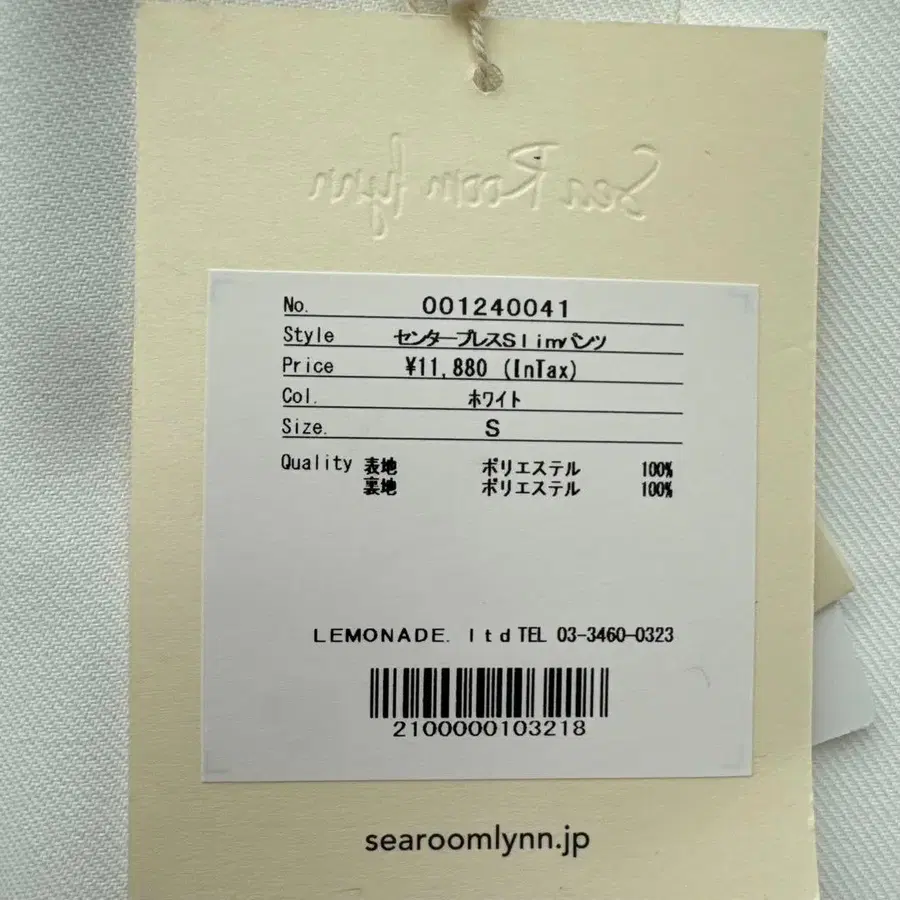 Sea Room lynn
No. 001240041
Style センタープレスSlimパンツ
Price ¥11,880 (InTax)
Col. ホワイト
Size. S
Quality 表地 ポリエステル 100%
裏地 ポリエステル 100%
LEMONADE. ltd TEL 03-3460-0323
2100000103218
searoomlynn.jp